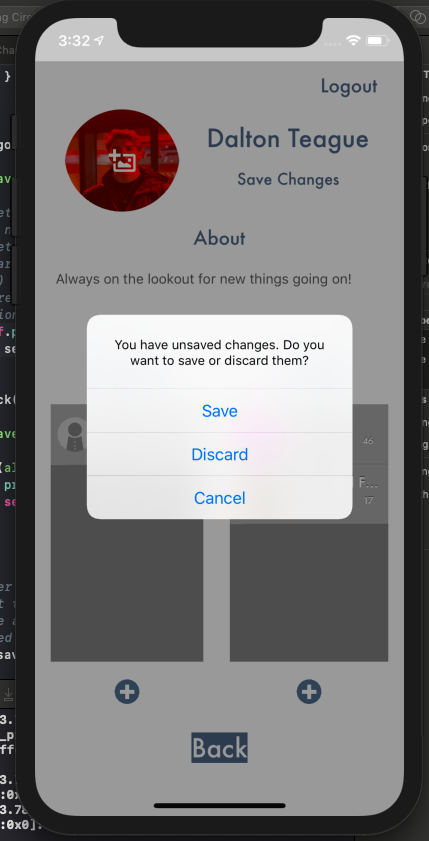 3:32
Logout
Dalton Teague
Save Changes
About
Always on the lookout for new things going on!
You have unsaved changes. Do you
want to save or discard them?
Save
Discard
Cancel
46
F...
17
Back